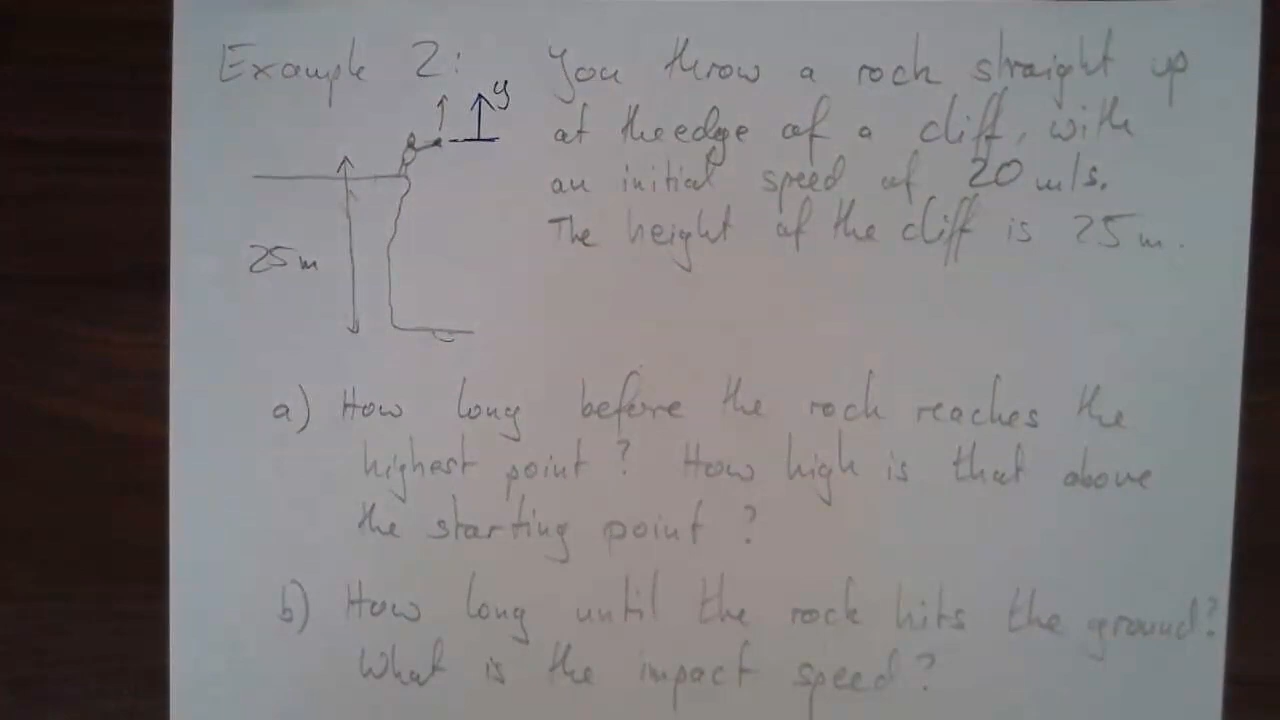 Example 2: You throw a rock straight up
y
at the edge of a cliff, with
an initial speed of 20 m/s.
The height of the cliff is 25 m.
25 m
a) How long before the rock reaches the
highest point? How high is that above
the starting point?
b) How long until the rock hits the ground?
What is the impact speed?